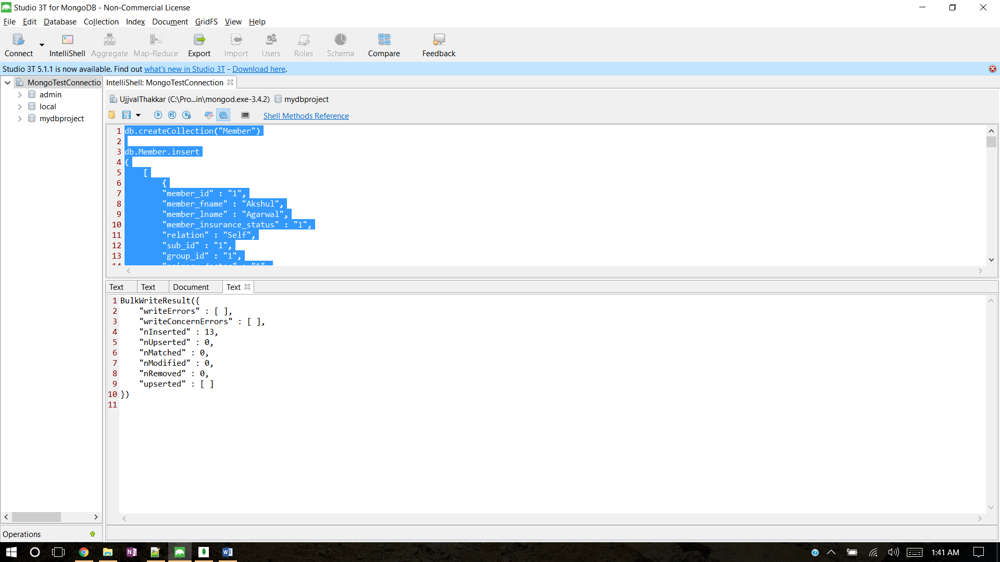 Studio 3T for MongoDB - Non-Commercial License
File Edit Database Collection Index Document GridFS View Help
Connect IntelliShell Aggregate Map-Reduce Export Import Users Roles Schema Compare Feedback
Studio 3T 5.1.1 is now available. Find out what's new in Studio 3T - Download here.
MongoTestConnectio
admin
local
mydbproject
IntelliShell: MongoTestConnection
UjjvalThakkar (C:\Pro...in\mongod.exe-3.4.2) mydbproject
Shell Methods Reference
1 db.createCollection("Member")
2
3 db.Member.insert
4 (
5 [
6 {
7 "member_id" : "1",
8 "member_fname" : "Akshul",
9 "member_lname" : "Agarwal",
10 "member_insurance_status" : "1",
11 "relation" : "Self",
12 "sub_id" : "1",
13 "group_id" : "1",
14 "primary_doctor" : "1"
Text Text Document Text
1 BulkWriteResult({
2 "writeErrors" : [ ],
3 "writeConcernErrors" : [ ],
4 "nInserted" : 13,
5 "nUpserted" : 0,
6 "nMatched" : 0,
7 "nModified" : 0,
8 "nRemoved" : 0,
9 "upserted" : [ ]
10 })
11
Operations
1:41 AM